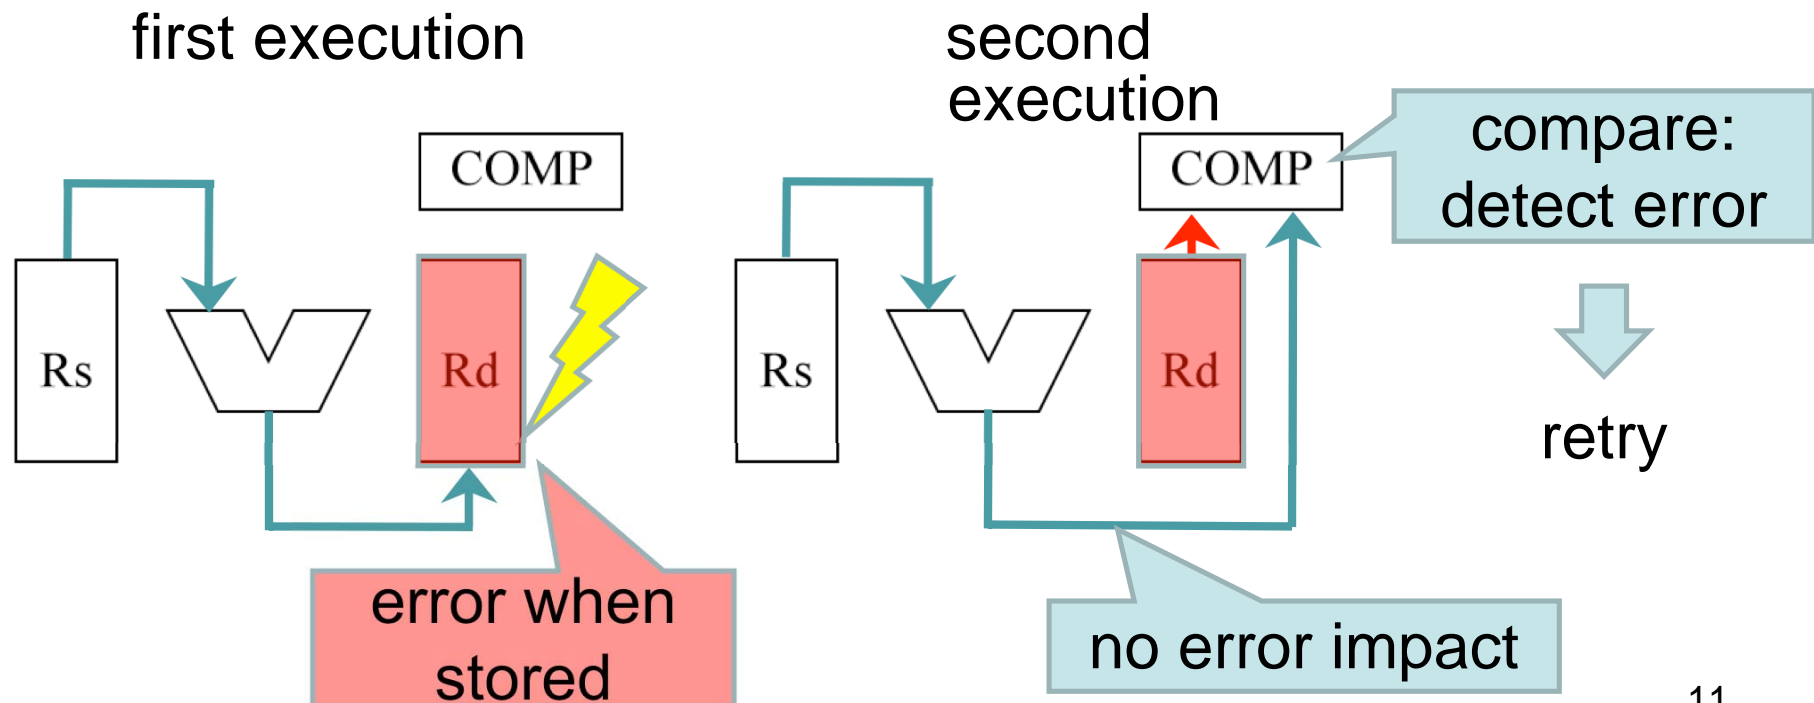 first execution
COMP
Rs
Rd
error when
stored
second
execution
COMP
Rs
Rd
compare:
detect error
retry
no error impact
11